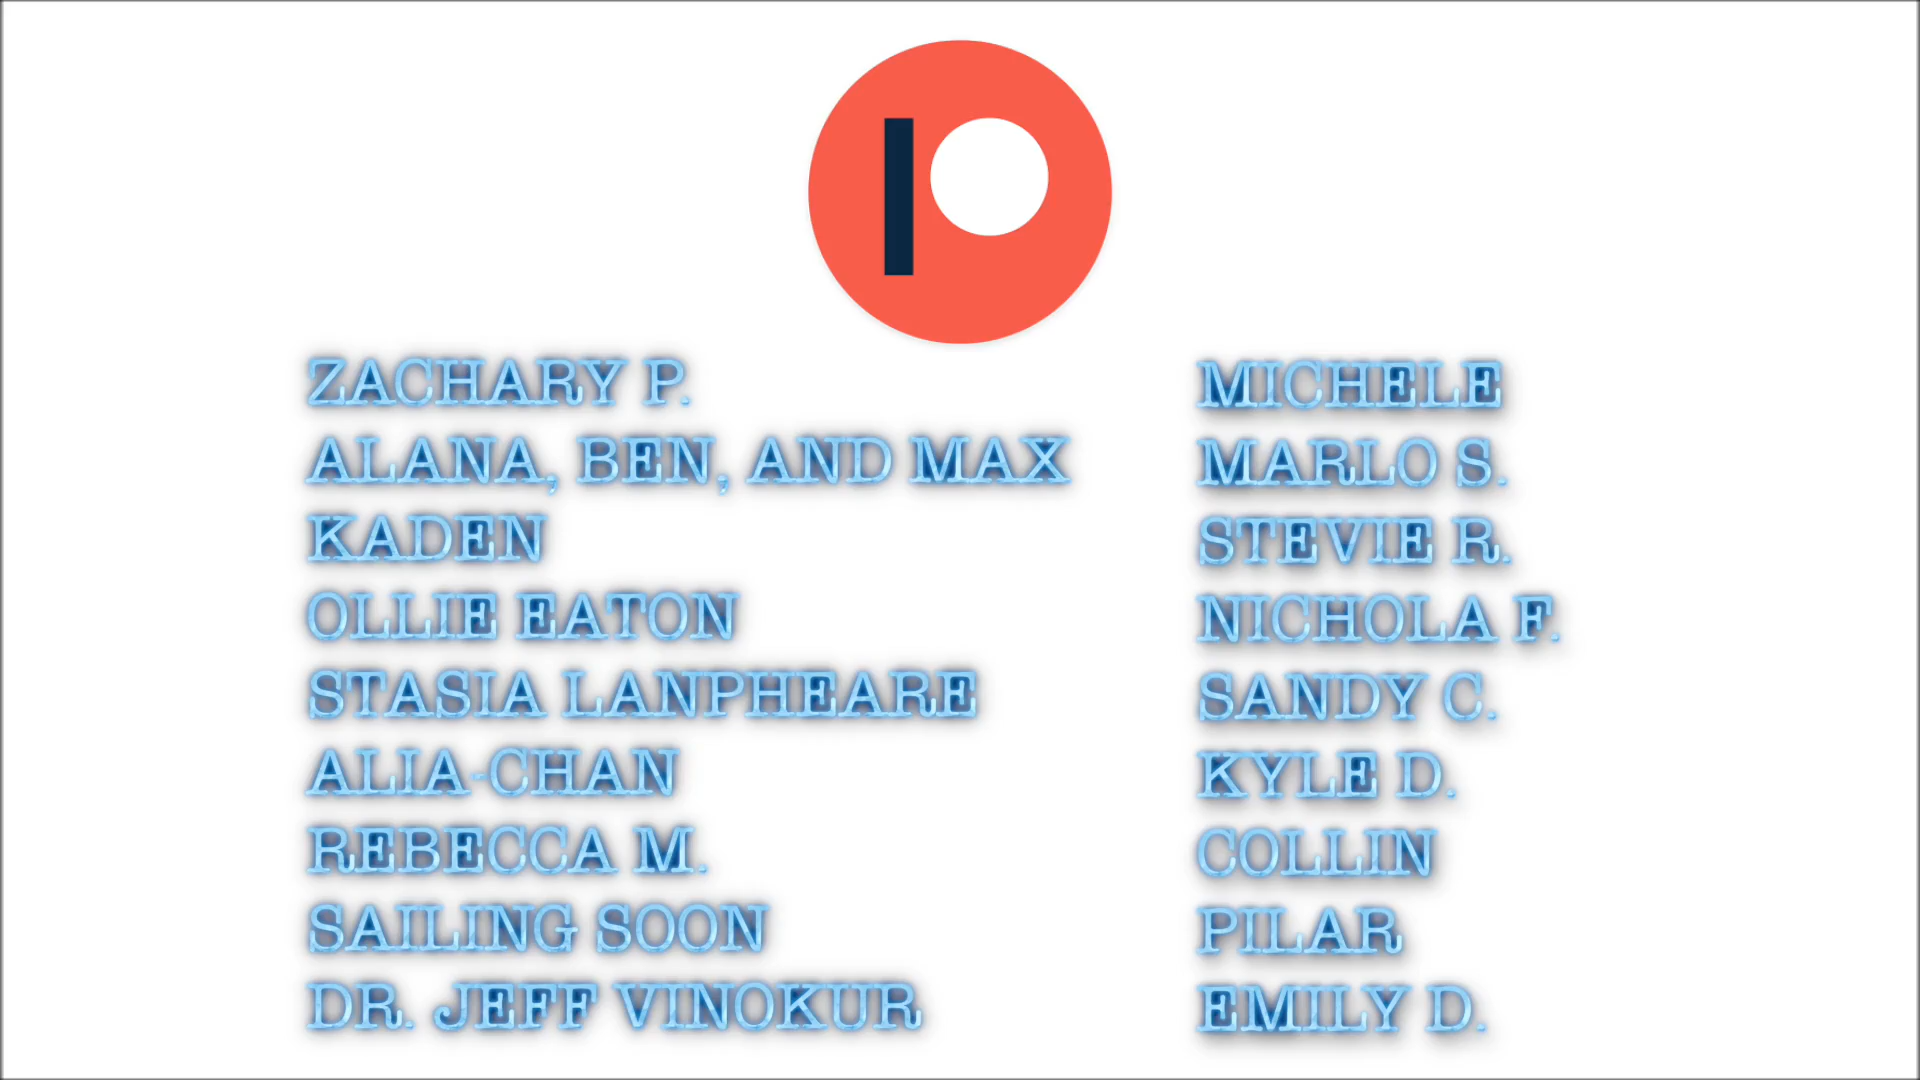 ZACHARY P.
ALANA, BEN, AND MAX
KADEN
OLLIE EATON
STASIA LANPHEARE
ALIA-CHAN
REBECCA M.
SAILING SOON
DR. JEFF VINOKUR
MICHELE
MARLO S.
STEVIE R.
NICHOLA F.
SANDY C.
KYLE D.
COLLIN
PILAR
EMILY D.